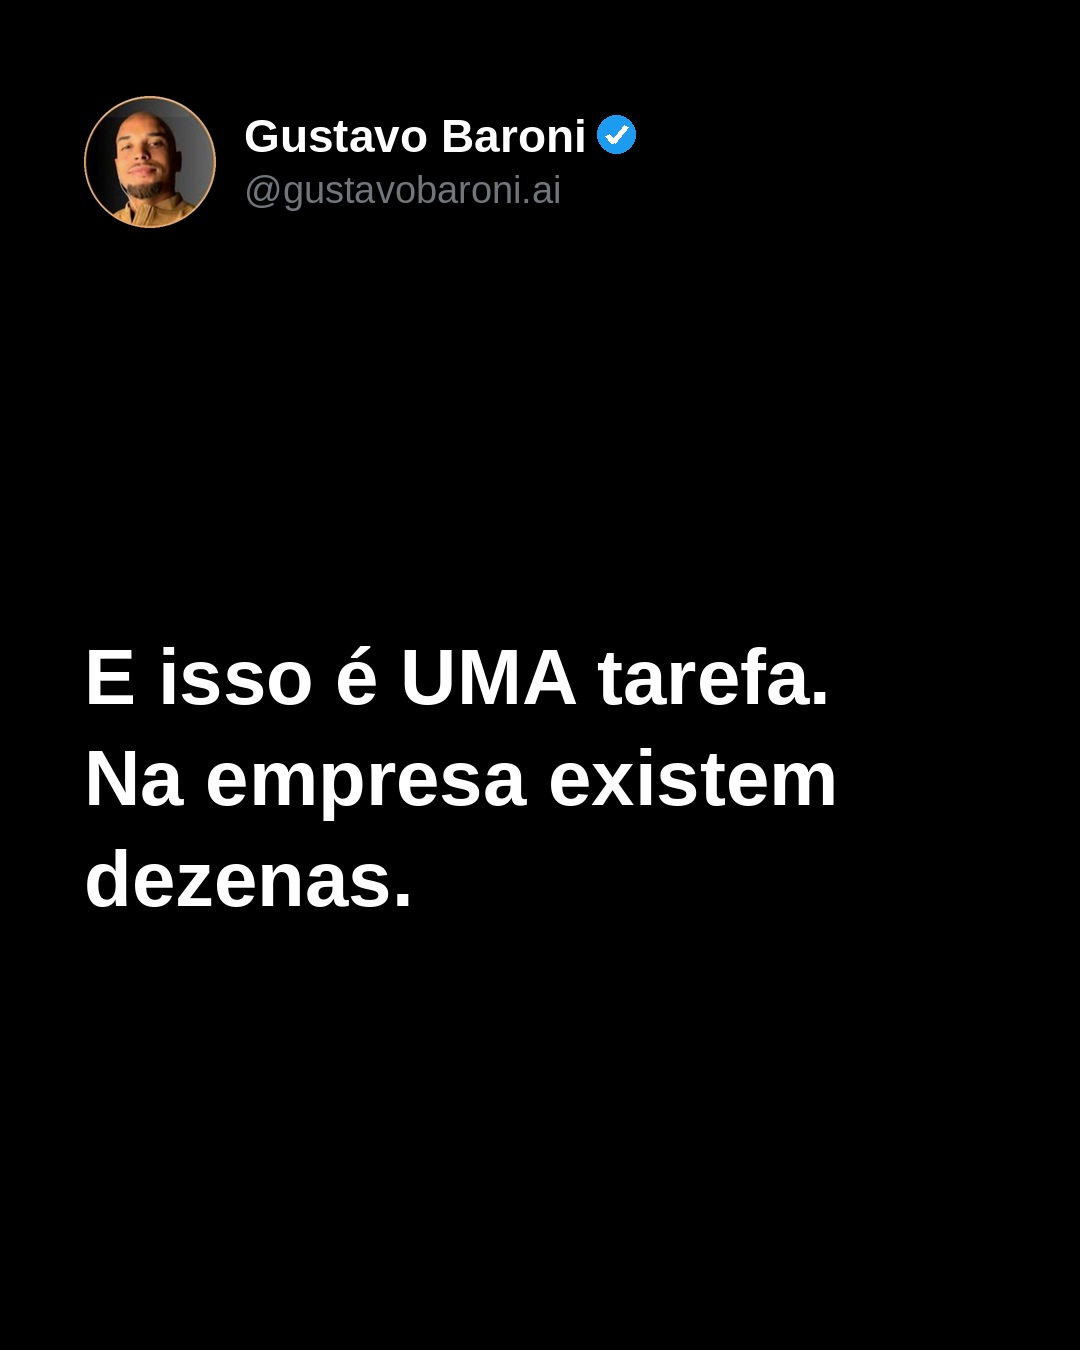 Gustavo Baroni
@gustavobaroni.ai
E isso é UMA tarefa.
Na empresa existem
dezenas.